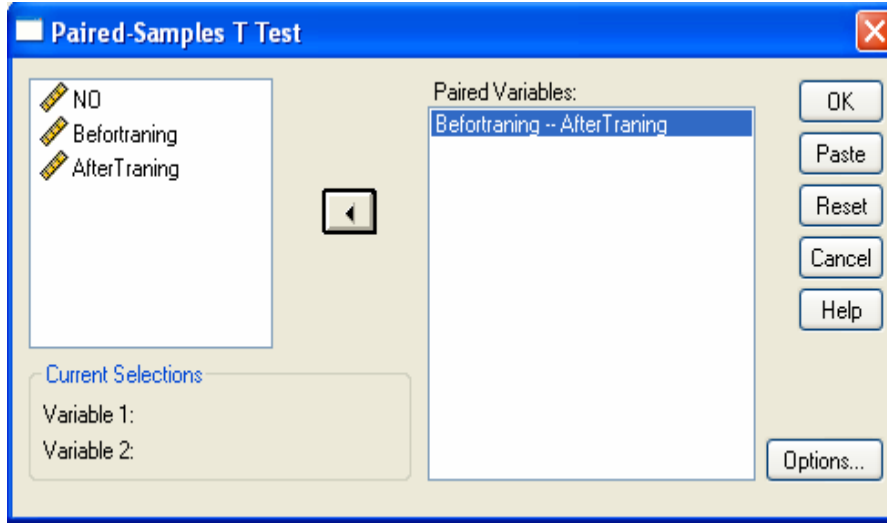 Paired-Samples T Test
NO
Befortraning
AfterTraning
Current Selections
Variable 1:
Variable 2:
Paired Variables:
Befortraning -- AfterTraning
OK
Paste
Reset
Cancel
Help
Options...